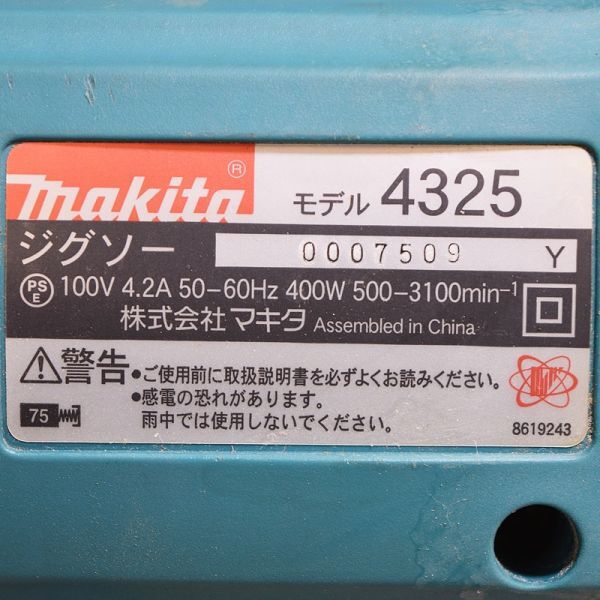 makita®
モデル 4325
ジグソー 0007509 Y
PS
E
100V 4.2A 50-60Hz 400W 500-3100min⁻¹
株式会社マキタ Assembled in China
警告 •ご使用前に取扱説明書を必ずよくお読みください。
•感電の恐れがあります。
雨中では使用しないでください。
75
8619243